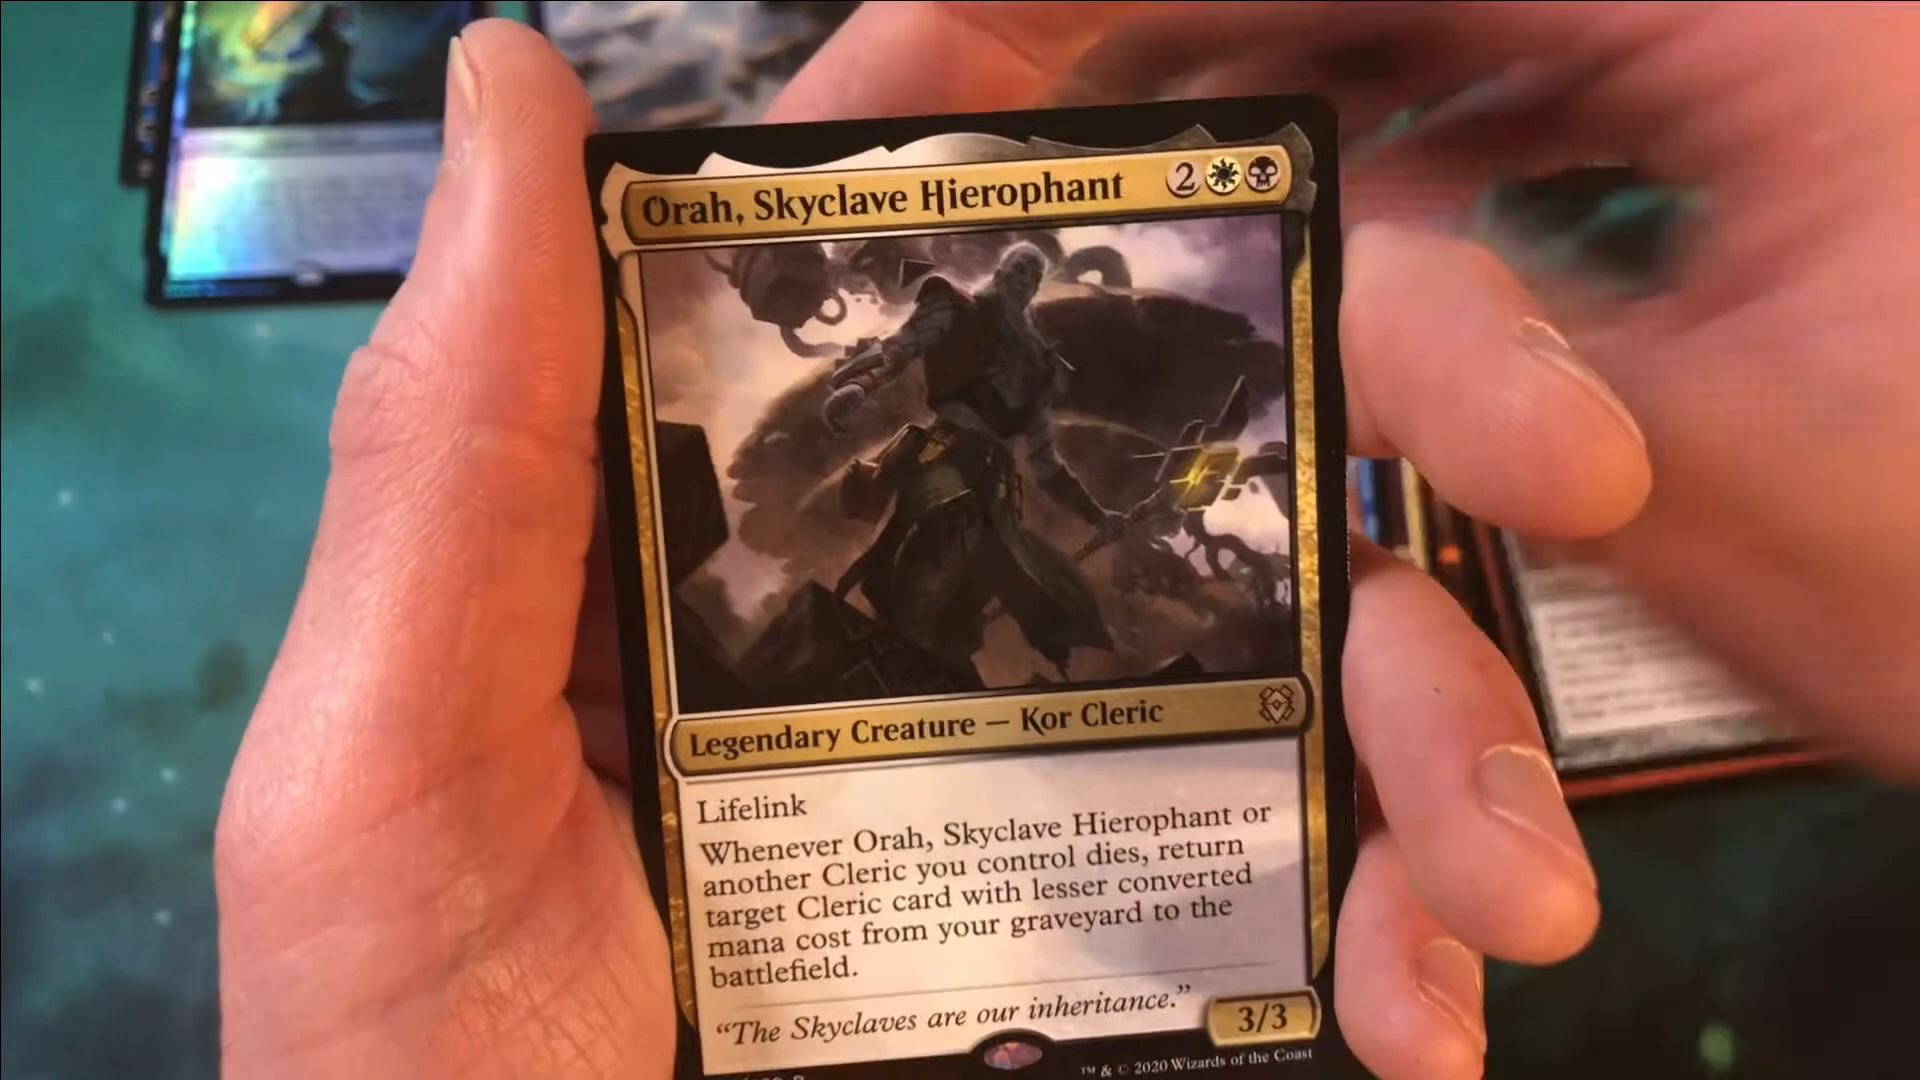 Orah, Skyclave Hierophant 2
Legendary Creature — Kor Cleric
Lifelink
Whenever Orah, Skyclave Hierophant or
another Cleric you control dies, return
target Cleric card with lesser converted
mana cost from your graveyard to the
battlefield.
“The Skyclaves are our inheritance.”
3/3
™ & © 2020 Wizards of the Coast